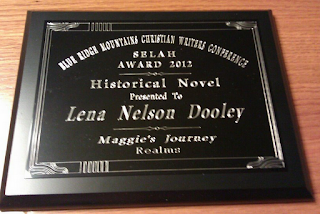 BLUE RIDGE MOUNTAINS CHRISTIAN WRITERS CONFERENCE
SELAH
AWARD 2012
Historical Novel
Presented To
Lena Nelson Dooley
Maggie's Journey
Realms